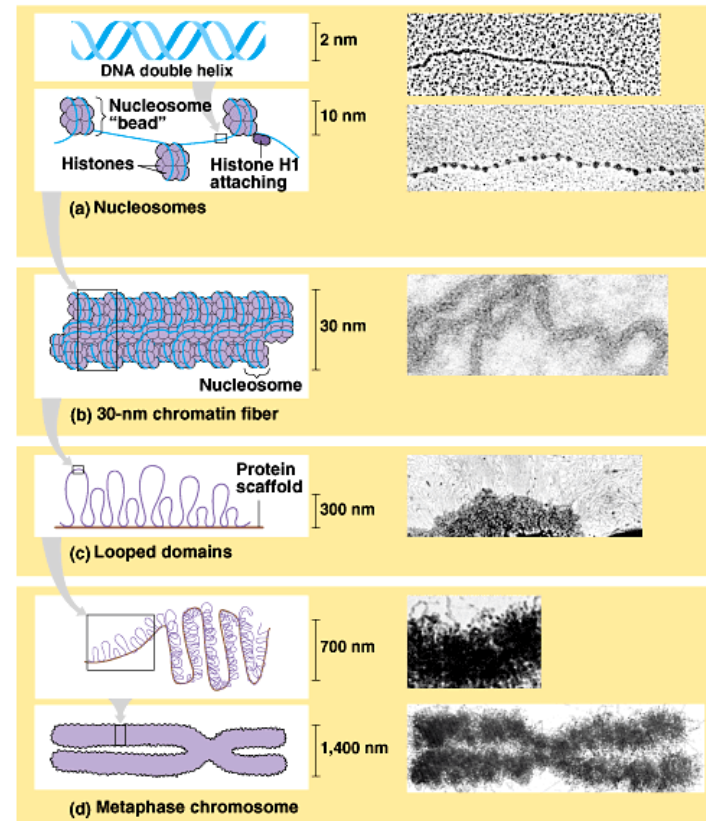 2 nm
DNA double helix
Nucleosome
"bead"
10 nm
Histones
Histone H1
attaching
(a) Nucleosomes
30 nm
Nucleosome
(b) 30-nm chromatin fiber
Protein
scaffold
300 nm
(c) Looped domains
700 nm
1,400 nm
(d) Metaphase chromosome